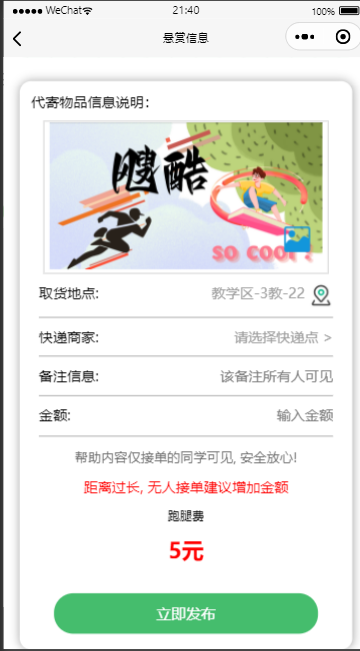 WeChat 21:40 100%
悬赏信息
代寄物品信息说明：
嗖酷
SO COOL!
取货地点: 教学区-3教-22
快递商家: 请选择快递点 >
备注信息: 该备注所有人可见
金额: 输入金额
帮助内容仅接单的同学可见, 安全放心!
距离过长, 无人接单建议增加金额
跑腿费
5元
立即发布